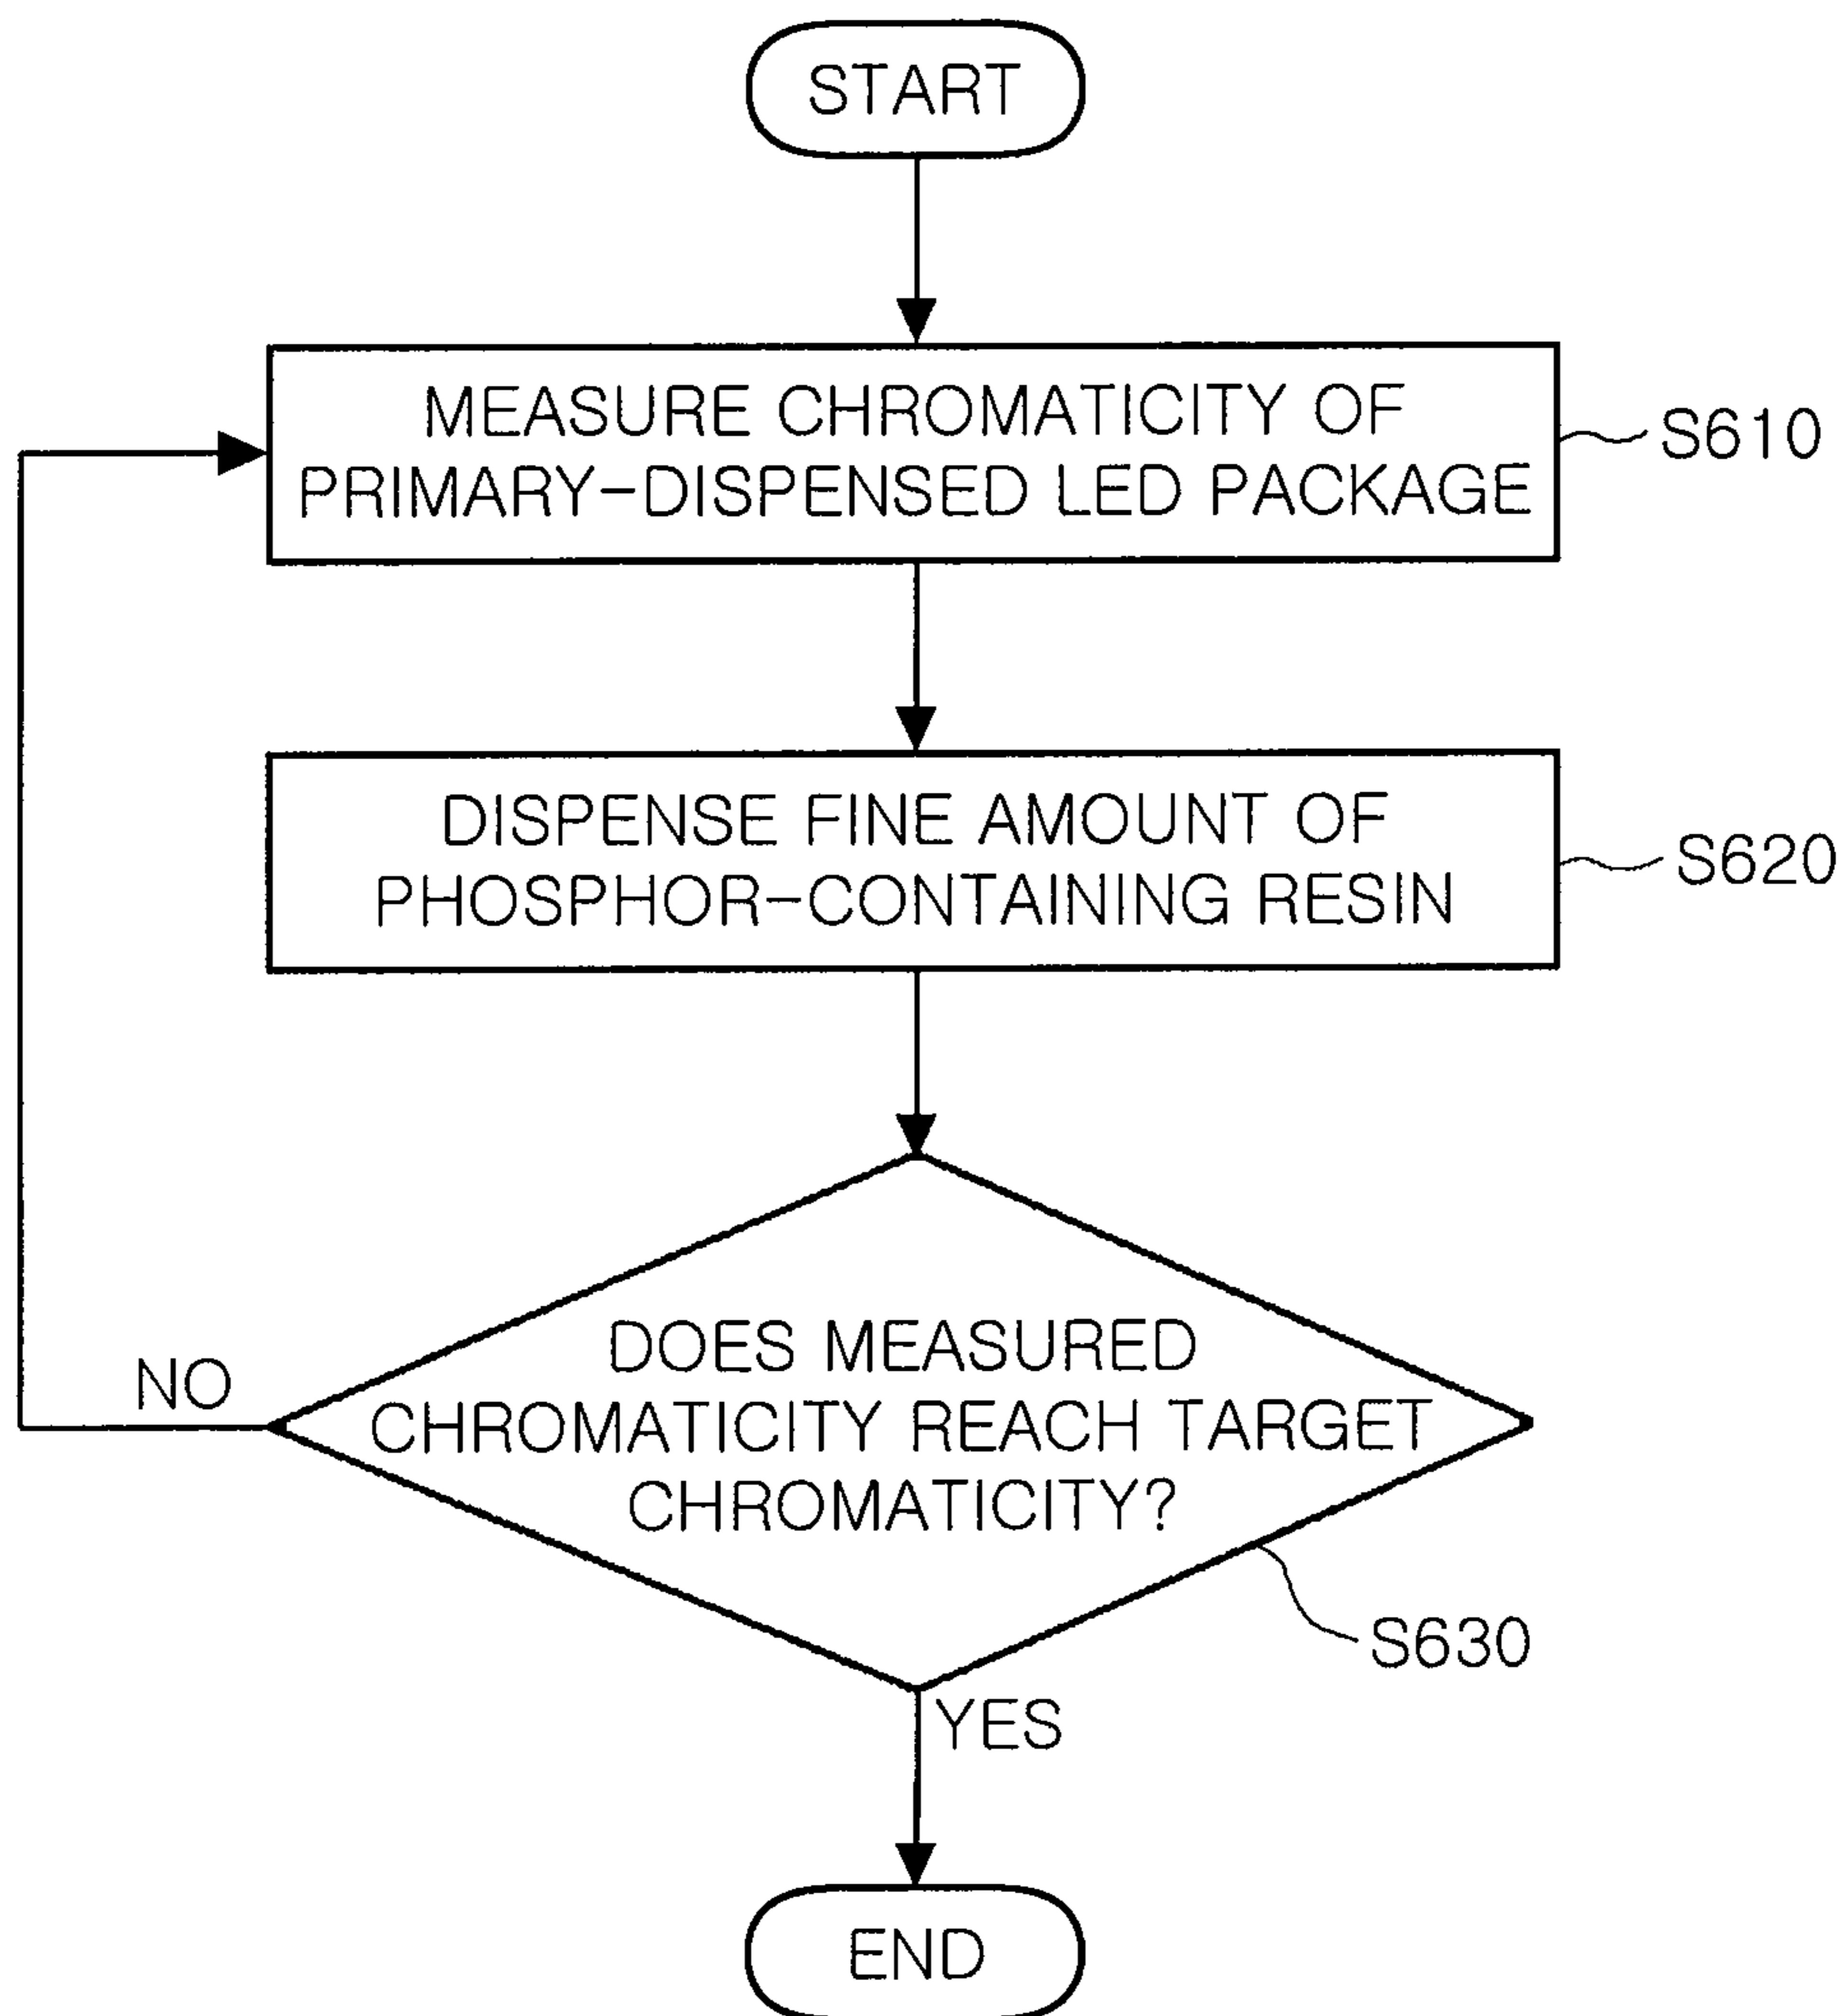 START
MEASURE CHROMATICITY OF
PRIMARY-DISPENSED LED PACKAGE
S610
DISPENSE FINE AMOUNT OF
PHOSPHOR-CONTAINING RESIN
S620
DOES MEASURED
CHROMATICITY REACH TARGET
CHROMATICITY?
NO
S630
YES
END